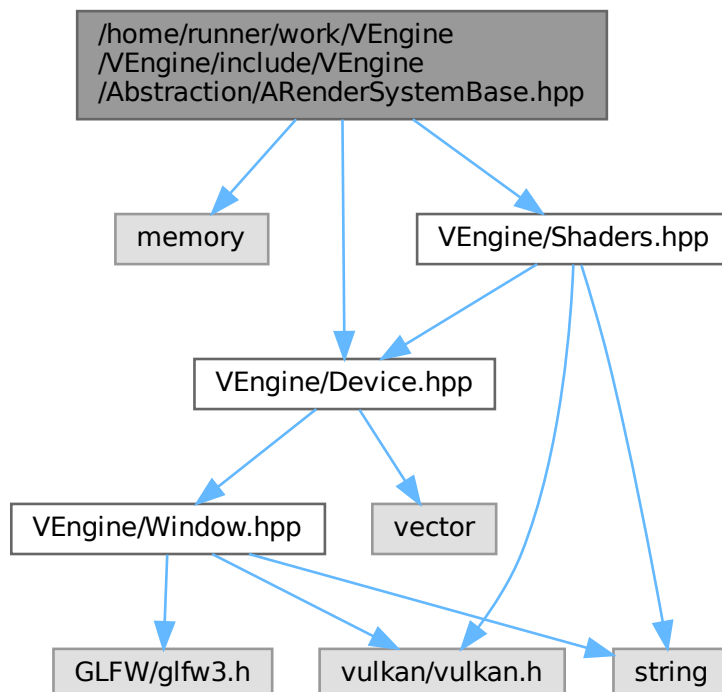 /home/runner/work/VEngine
/VEngine/include/VEngine
/Abstraction/ARenderSystemBase.hpp
memory
VEngine/Shaders.hpp
VEngine/Device.hpp
VEngine/Window.hpp
vector
GLFW/glfw3.h
vulkan/vulkan.h
string